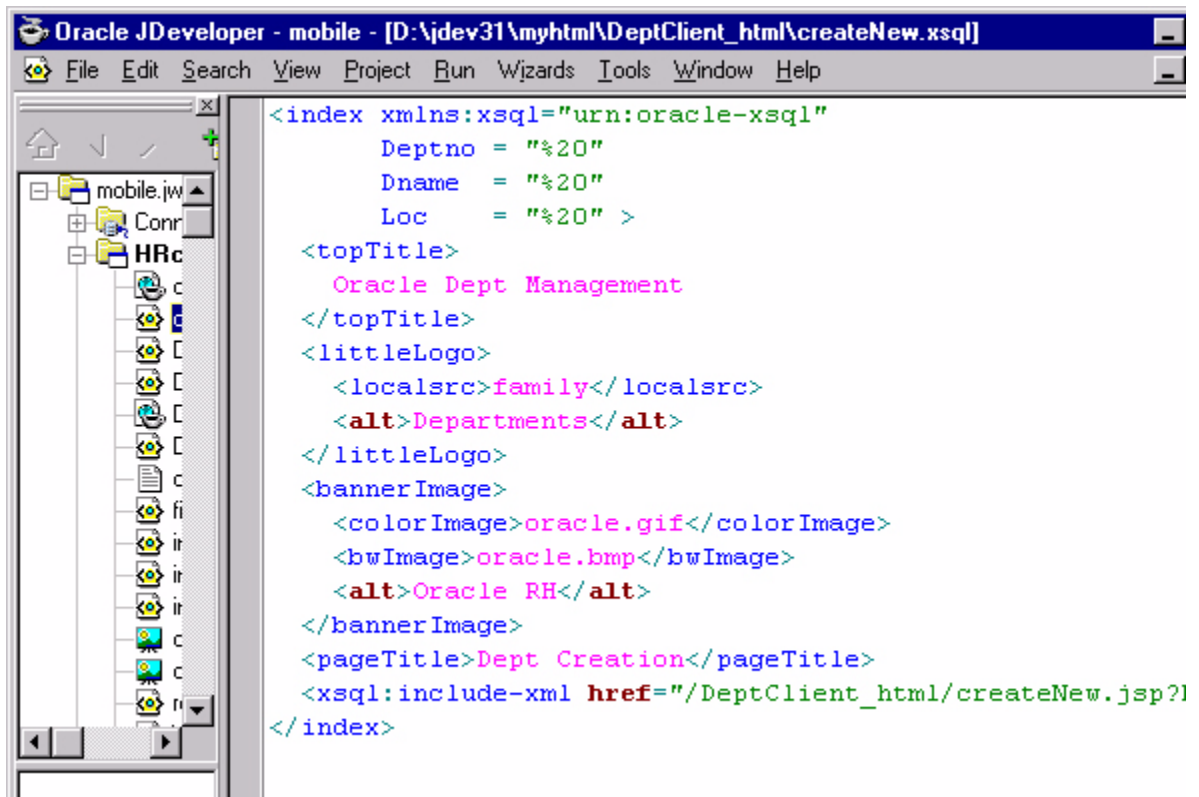 Oracle JDeveloper - mobile - [D:\jdev31\myhtml\DeptClient_html\createNew.xsql]
File Edit Search View Project Run Wizards Tools Window Help
mobile.jw
Conr
HRc
fi
<index xmlns:xsql="urn:oracle-xsql"
Deptno = "%20"
Dname = "%20"
Loc = "%20" >
<topTitle>
Oracle Dept Management
</topTitle>
<littleLogo>
<localsrc>family</localsrc>
<alt>Departments</alt>
</littleLogo>
<bannerImage>
<colorImage>oracle.gif</colorImage>
<bwImage>oracle.bmp</bwImage>
<alt>Oracle RH</alt>
</bannerImage>
<pageTitle>Dept Creation</pageTitle>
<xsql:include-xml href="/DeptClient_html/createNew.jsp?
</index>